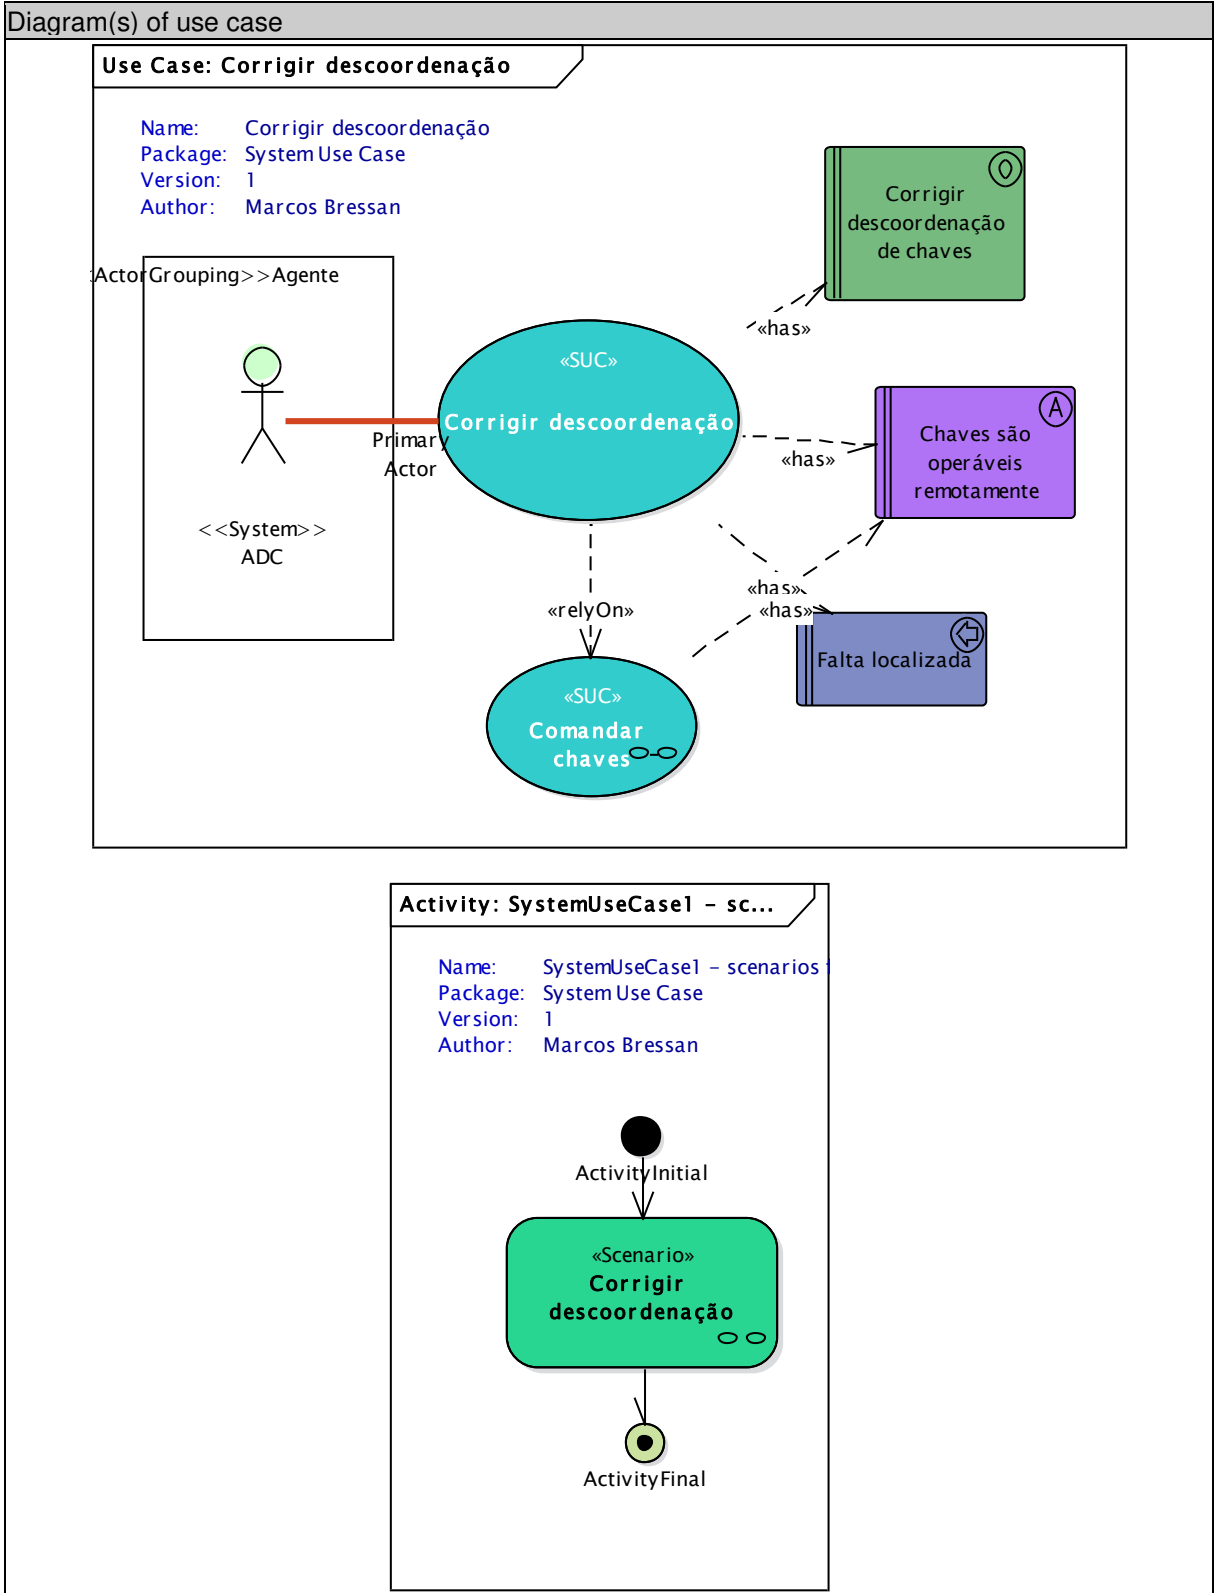 Diagram(s) of use case
Use Case: Corrigir descoordenação
Name: Corrigir descoordenação
Package: System Use Case
Version: 1
Author: Marcos Bressan
ActorGrouping>>Agente
<<System>>
ADC
Primary
Actor
«SUC»
Corrigir descoordenação
«has»
Corrigir
descoordenação
de chaves
«has»
A
Chaves são
operáveis
remotamente
«has»
«has»
Falta localizada
«relyOn»
«SUC»
Comandar
chaves
Activity: SystemUseCase1 - sc...
Name: SystemUseCase1 - scenarios
Package: System Use Case
Version: 1
Author: Marcos Bressan
ActivityInitial
«Scenario»
Corrigir
descoordenação
ActivityFinal